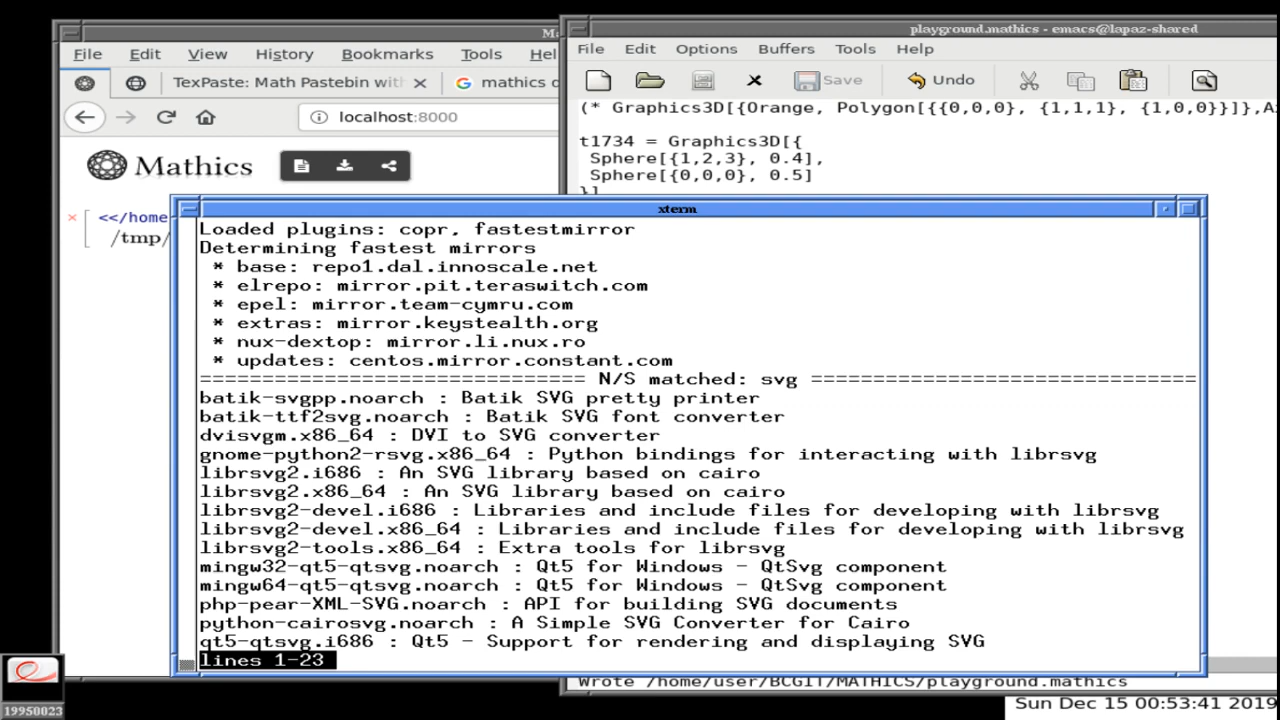 Ma
File Edit View History Bookmarks Tools Hel
TexPaste: Math Pastebin with
mathics o
localhost:8000
Mathics
<</home
/tmp/
playground.mathics - emacs@lapaz-shared
File Edit Options Buffers Tools Help
Save Undo
(* Graphics3D[{Orange, Polygon[{{0,0,0}, {1,1,1}, {1,0,0}}]},A
t1734 = Graphics3D[{
Sphere[{1,2,3}, 0.4],
Sphere[{0,0,0}, 0.5]
}]
xterm
Loaded plugins: copr, fastestmirror
Determining fastest mirrors
* base: repo1.dal.innoscale.net
* elrepo: mirror.pit.teraswitch.com
* epel: mirror.team-cymru.com
* extras: mirror.keystealth.org
* nux-dextop: mirror.li.nux.ro
* updates: centos.mirror.constant.com
=============================== N/S matched: svg ===============================
batik-svgpp.noarch : Batik SVG pretty printer
batik-ttf2svg.noarch : Batik SVG font converter
dvisvgm.x86_64 : DVI to SVG converter
gnome-python2-rsvg.x86_64 : Python bindings for interacting with librsvg
librsvg2.i686 : An SVG library based on cairo
librsvg2.x86_64 : An SVG library based on cairo
librsvg2-devel.i686 : Libraries and include files for developing with librsvg
librsvg2-devel.x86_64 : Libraries and include files for developing with librsvg
librsvg2-tools.x86_64 : Extra tools for librsvg
mingw32-qt5-qtsvg.noarch : Qt5 for Windows - QtSvg component
mingw64-qt5-qtsvg.noarch : Qt5 for Windows - QtSvg component
php-pear-XML-SVG.noarch : API for building SVG documents
python-cairosvg.noarch : A Simple SVG Converter for Cairo
qt5-qtsvg.i686 : Qt5 - Support for rendering and displaying SVG
lines 1-23
Wrote /home/user/BCGIT/MATHICS/playground.mathics
19950023
Sun Dec 15 00:53:41 2019